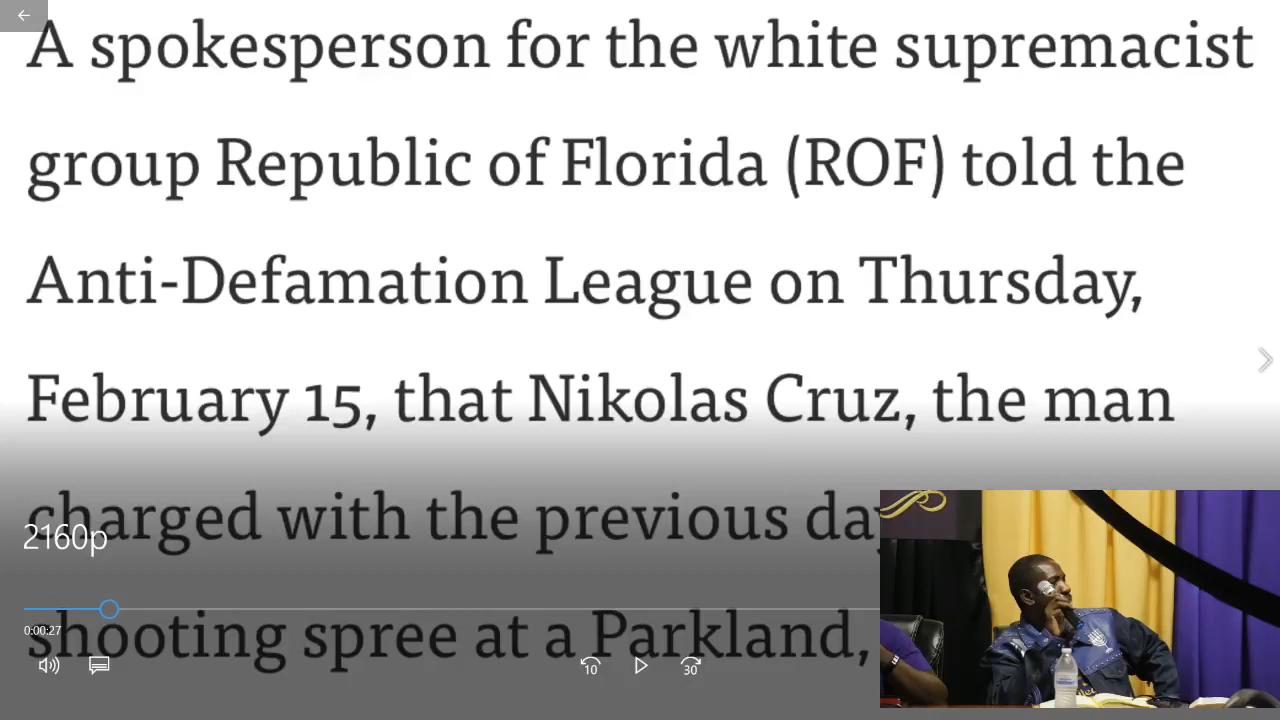 A spokesperson for the white supremacist
group Republic of Florida (ROF) told the
Anti-Defamation League on Thursday,
February 15, that Nikolas Cruz, the man
charged with the previous day
2160p
0:00:27
shooting spree at a Parkland,
10
30